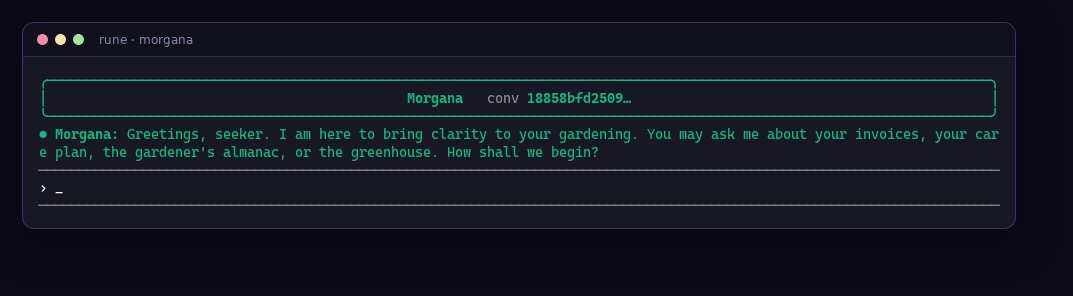 rune · morgana
Morgana conv 18858bfd2509…
● Morgana: Greetings, seeker. I am here to bring clarity to your gardening. You may ask me about your invoices, your car
e plan, the gardener's almanac, or the greenhouse. How shall we begin?
› _